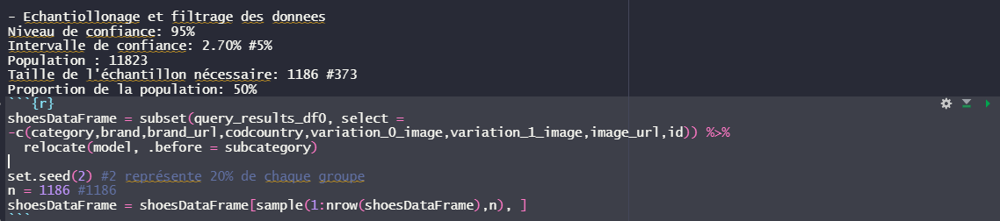 - Echantiollonage et filtrage des donnees
Niveau de confiance: 95%
Intervalle de confiance: 2.70% #5%
Population : 11823
Taille de l'échantillon nécessaire: 1186 #373
Proportion de la population: 50%
```{r}
shoesDataFrame = subset(query_results_df0, select =
-c(category,brand,brand_url,codcountry,variation_0_image,variation_1_image,image_url,id)) %>%
  relocate(model, .before = subcategory)
set.seed(2) #2 représente 20% de chaque groupe
n = 1186 #1186
shoesDataFrame = shoesDataFrame[sample(1:nrow(shoesDataFrame),n), ]
```